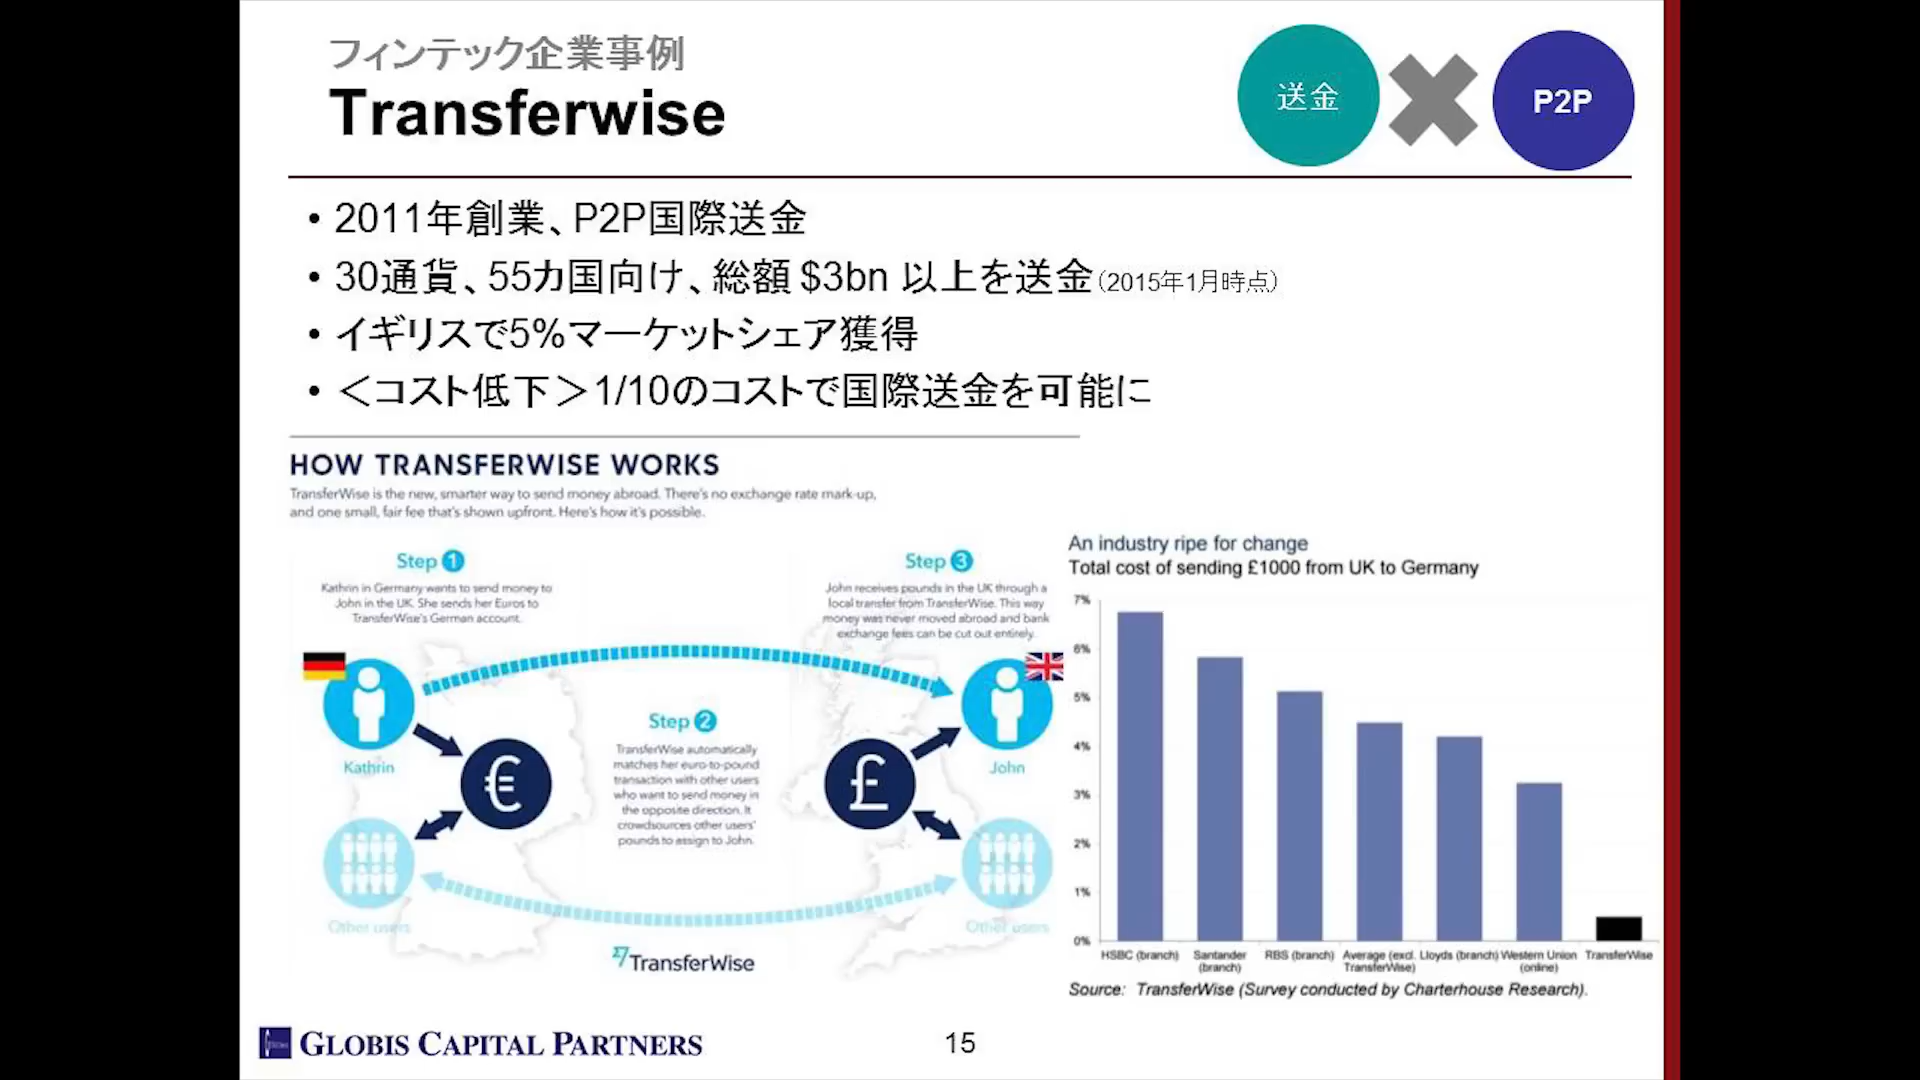 フィンテック企業事例
Transferwise
送金
P2P
• 2011年創業、P2P国際送金
• 30通貨、55カ国向け、総額 $3bn 以上を送金(2015年1月時点)
• イギリスで5%マーケットシェア獲得
• <コスト低下>1/10のコストで国際送金を可能に
HOW TRANSFERWISE WORKS
TransferWise is the new, smarter way to send money abroad. There's no exchange rate mark-up,
and one small, fair fee that's shown upfront. Here's how it's possible.
Step 1
Kathrin in Germany wants to send money to
John in the UK. She sends her Euros to
TransferWise's German account.
Kathrin
€
Other users
Step 2
TransferWise automatically
matches her euro-to-pound
transaction with other users
who want to send money in
the opposite direction. It
crowdsources other users'
pounds to assign to John.
Step 3
John receives pounds in the UK through a
local transfer from TransferWise. This way
money was never moved abroad and bank
exchange fees can be cut out entirely.
John
£
Other users
TransferWise
An industry ripe for change
Total cost of sending £1000 from UK to Germany
7%
6%
5%
4%
3%
2%
1%
0%
HSBC (branch)
Santander
(branch)
RBS (branch)
Average (excl.
TransferWise)
Lloyds (branch)
Western Union
(online)
TransferWise
Source: TransferWise (Survey conducted by Charterhouse Research).
GLOBIS CAPITAL PARTNERS
15